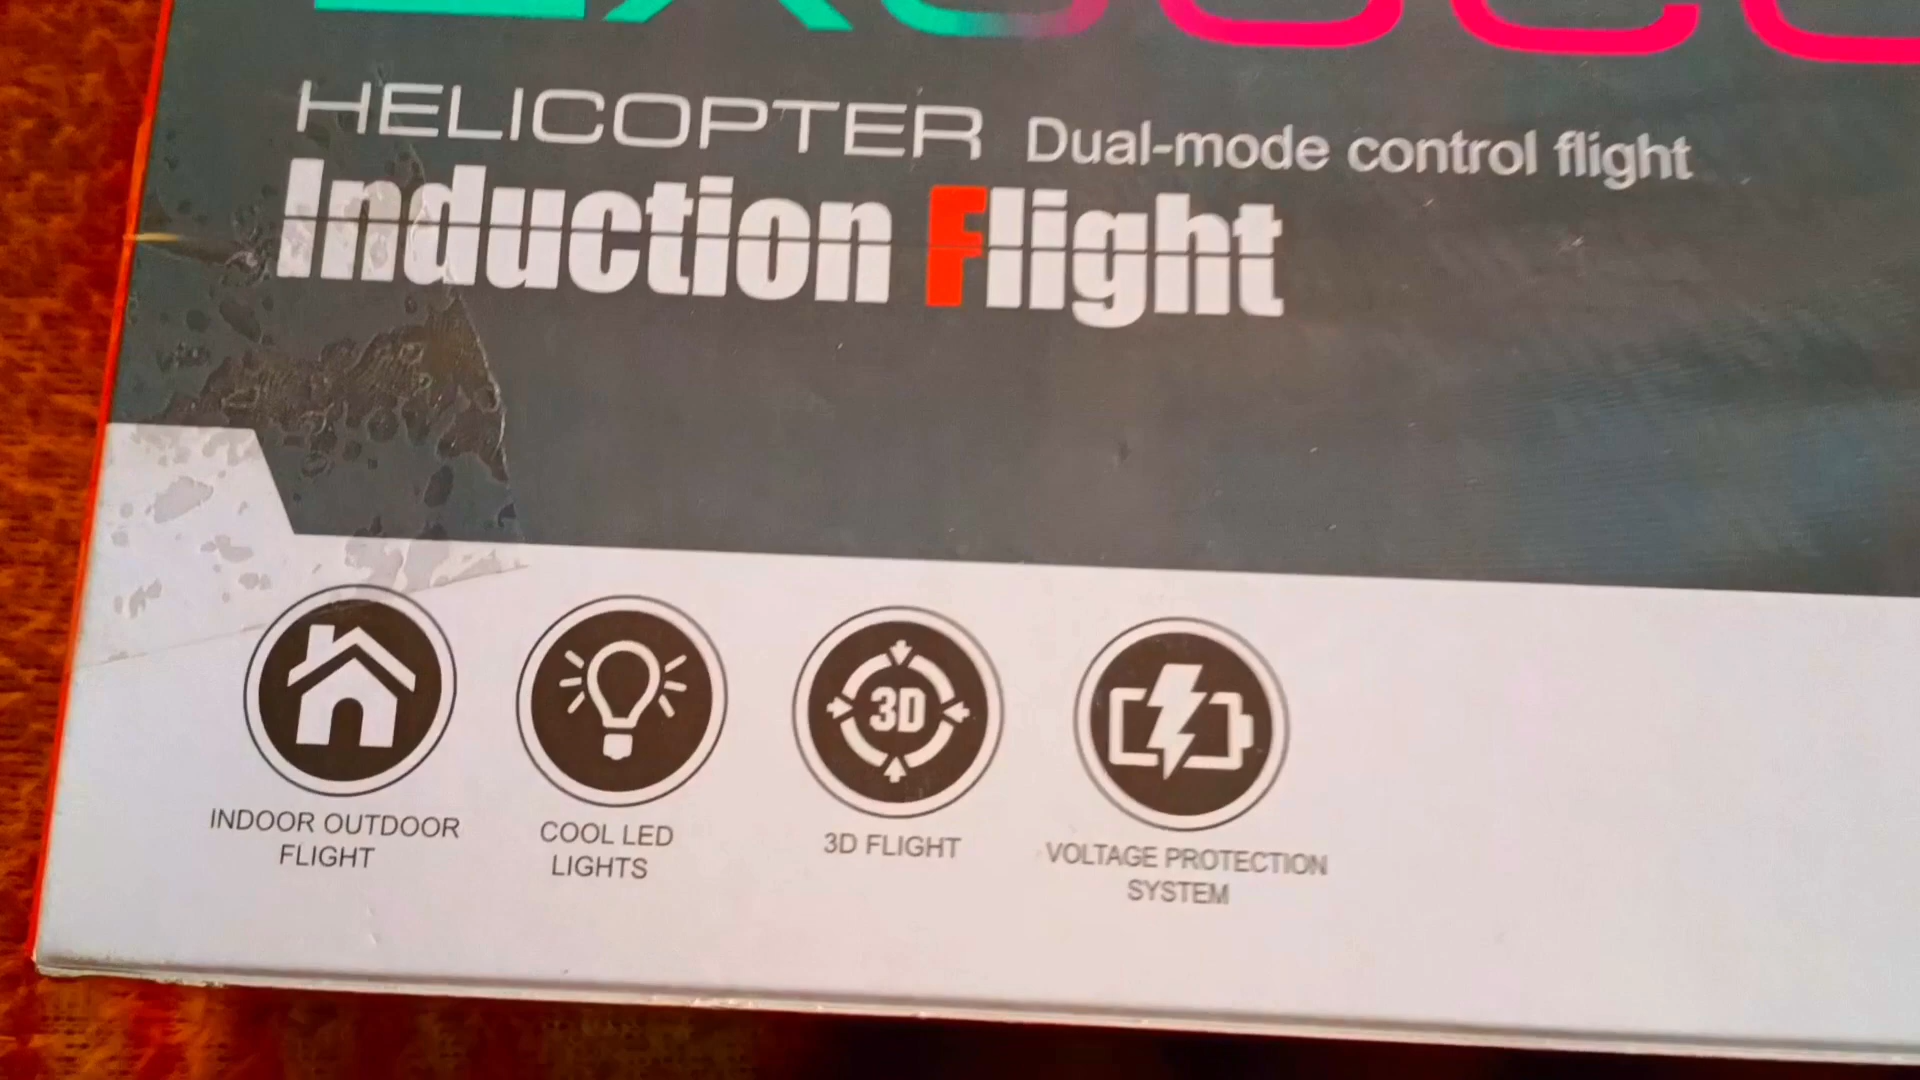 HELICOPTER Dual-mode control flight
Induction Flight
3D
INDOOR OUTDOOR
FLIGHT
COOL LED
LIGHTS
3D FLIGHT
VOLTAGE PROTECTION
SYSTEM